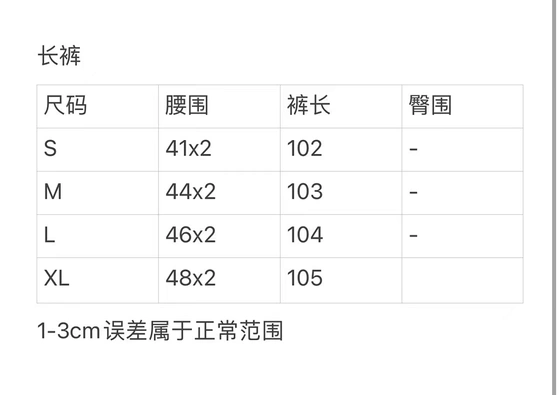 长裤
尺码 腰围 裤长 臀围
S 41x2 102 -
M 44x2 103 -
L 46x2 104 -
XL 48x2 105
1-3cm误差属于正常范围